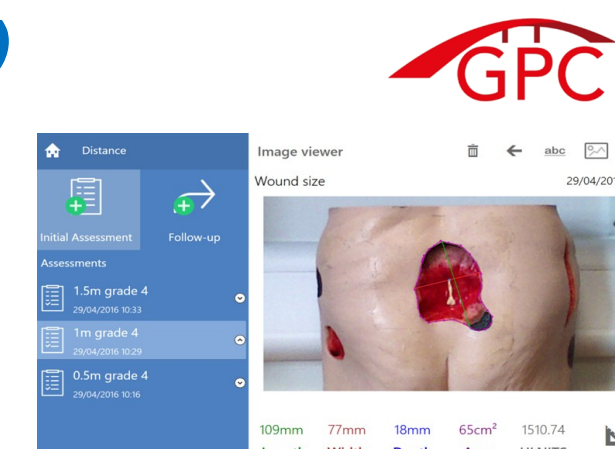 GPC
Distance
Image viewer
abc
Wound size
29/04/201
Initial Assessment
Follow-up
Assessments
1.5m grade 4
29/04/2016 10:33
1m grade 4
29/04/2016 10:29
0.5m grade 4
29/04/2016 10:16
109mm 77mm 18mm 65cm² 1510.74